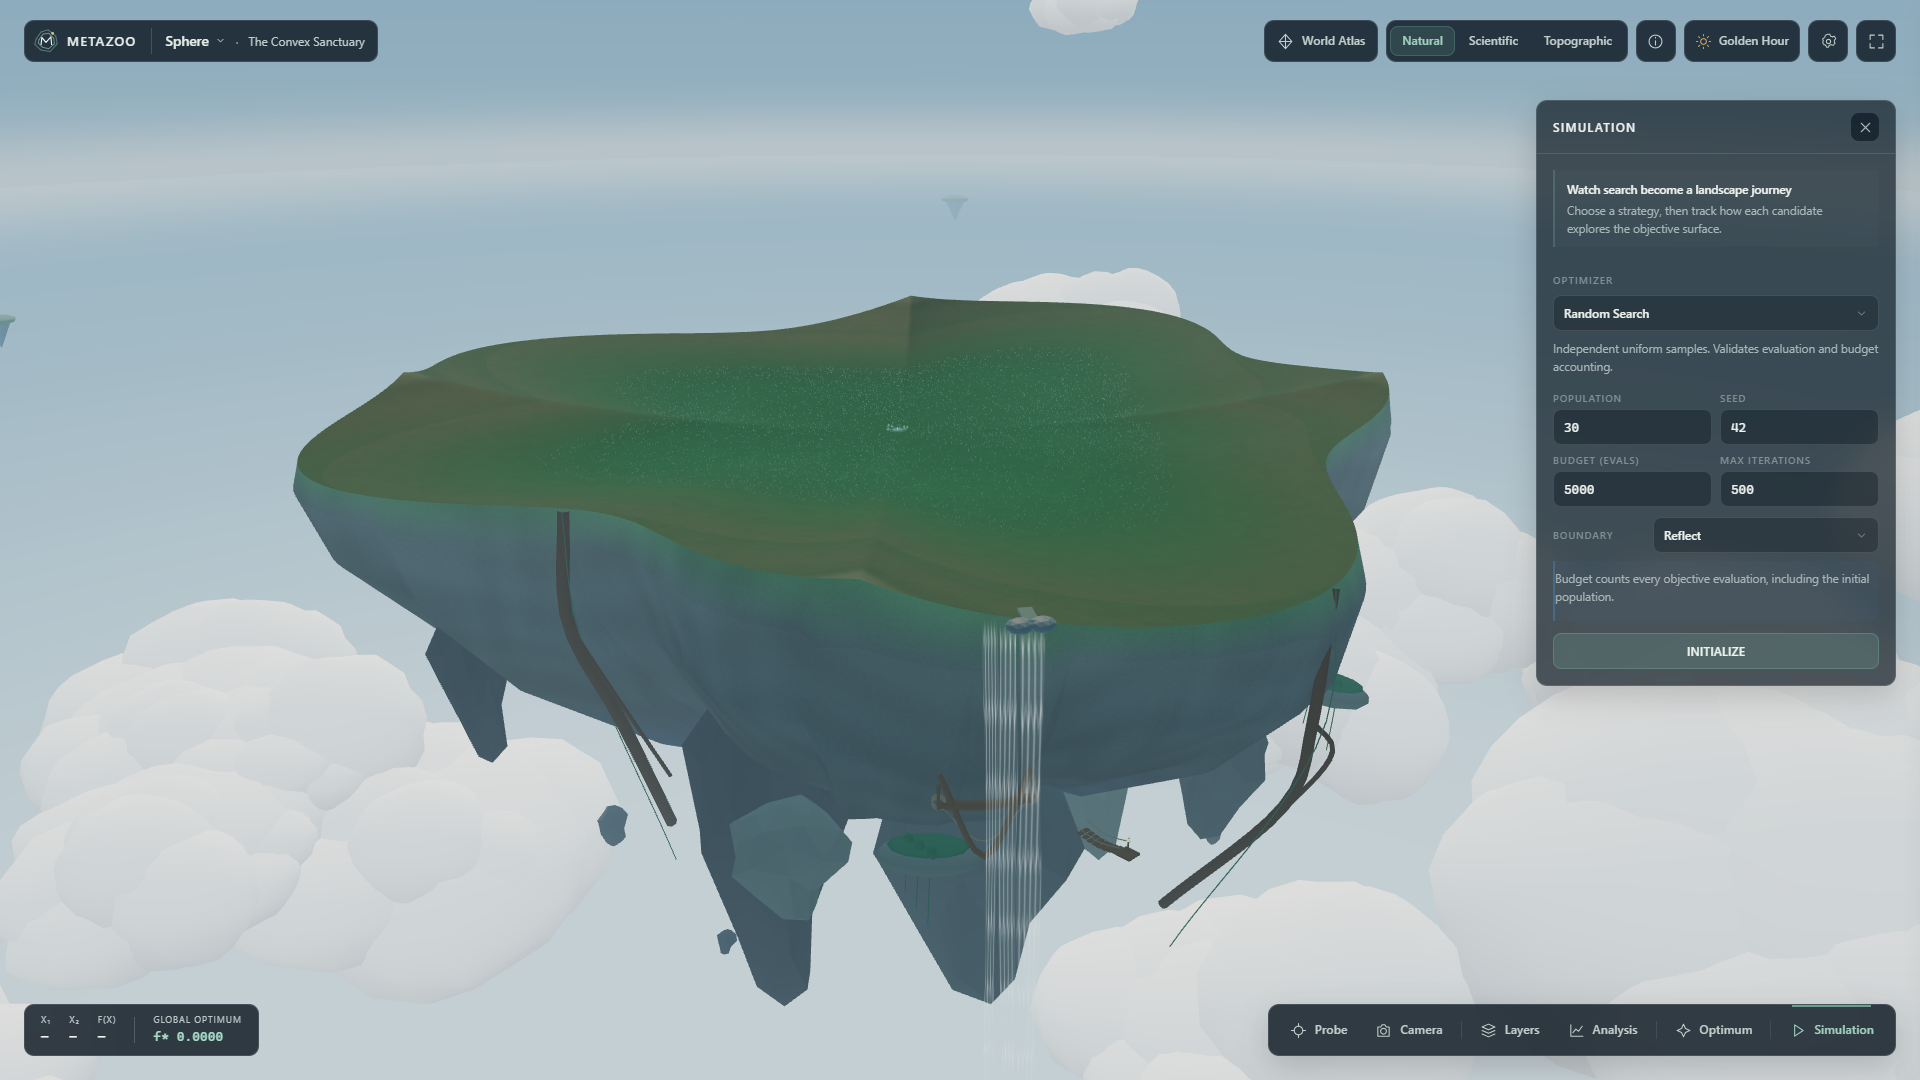 METAZOO
Sphere · The Convex Sanctuary
World Atlas
Natural Scientific Topographic
Golden Hour
SIMULATION
Watch search become a landscape journey
Choose a strategy, then track how each candidate
explores the objective surface.
OPTIMIZER
Random Search
Independent uniform samples. Validates evaluation and budget
accounting.
POPULATION SEED
30 42
BUDGET (EVALS) MAX ITERATIONS
5000 500
BOUNDARY Reflect
Budget counts every objective evaluation, including the initial
population.
INITIALIZE
X₁ X₂ F(X) GLOBAL OPTIMUM
— — — f★ 0.0000
Probe Camera Layers Analysis Optimum Simulation